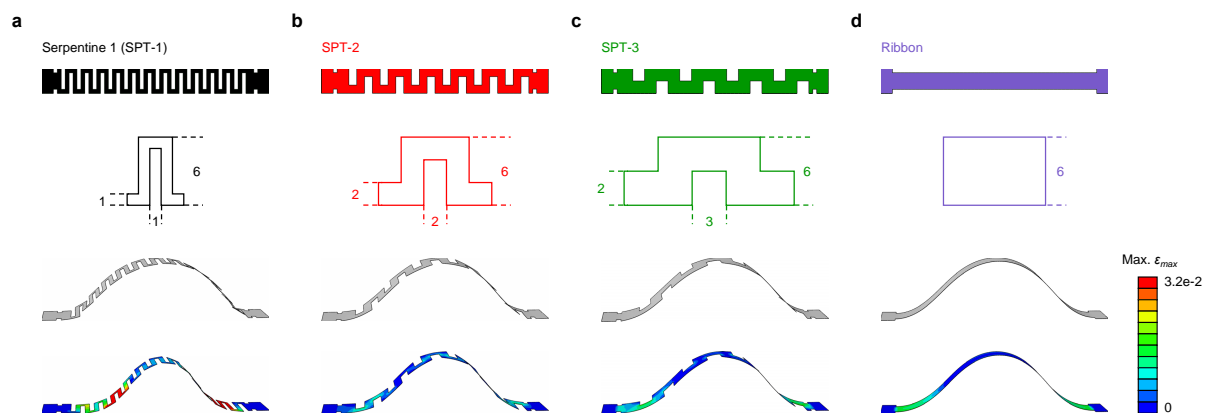 a
b
c
d
Serpentine 1 (SPT-1)
SPT-2
SPT-3
Ribbon
6
1
1
6
2
2
6
2
3
6
Max. εmax
3.2e-2
0